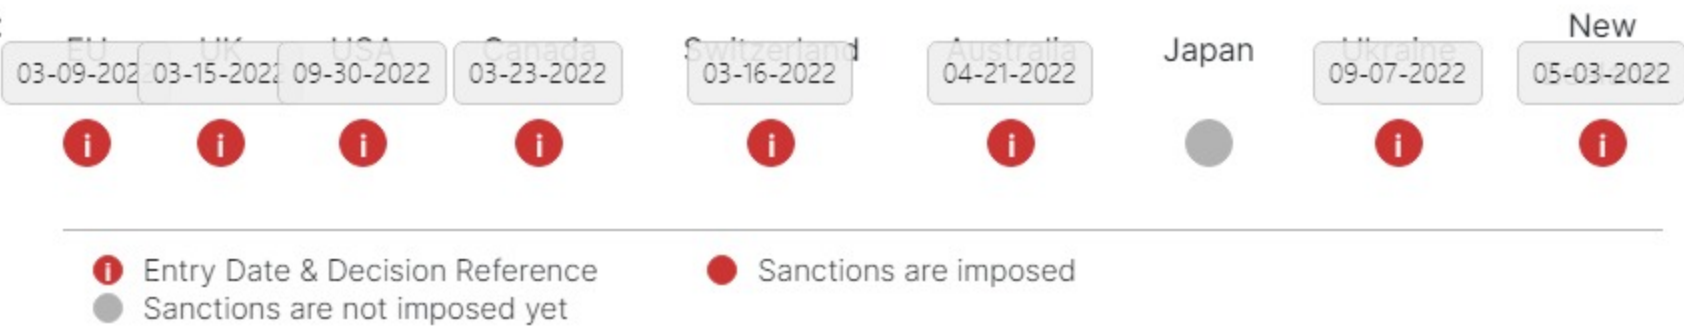 New
EU UK USA Canada Switzerland Australia Japan Ukraine
03-09-202 03-15-2022 09-30-2022 03-23-2022 03-16-2022 04-21-2022 09-07-2022 05-03-2022
i i i i i i i i
i Entry Date & Decision Reference Sanctions are imposed
Sanctions are not imposed yet